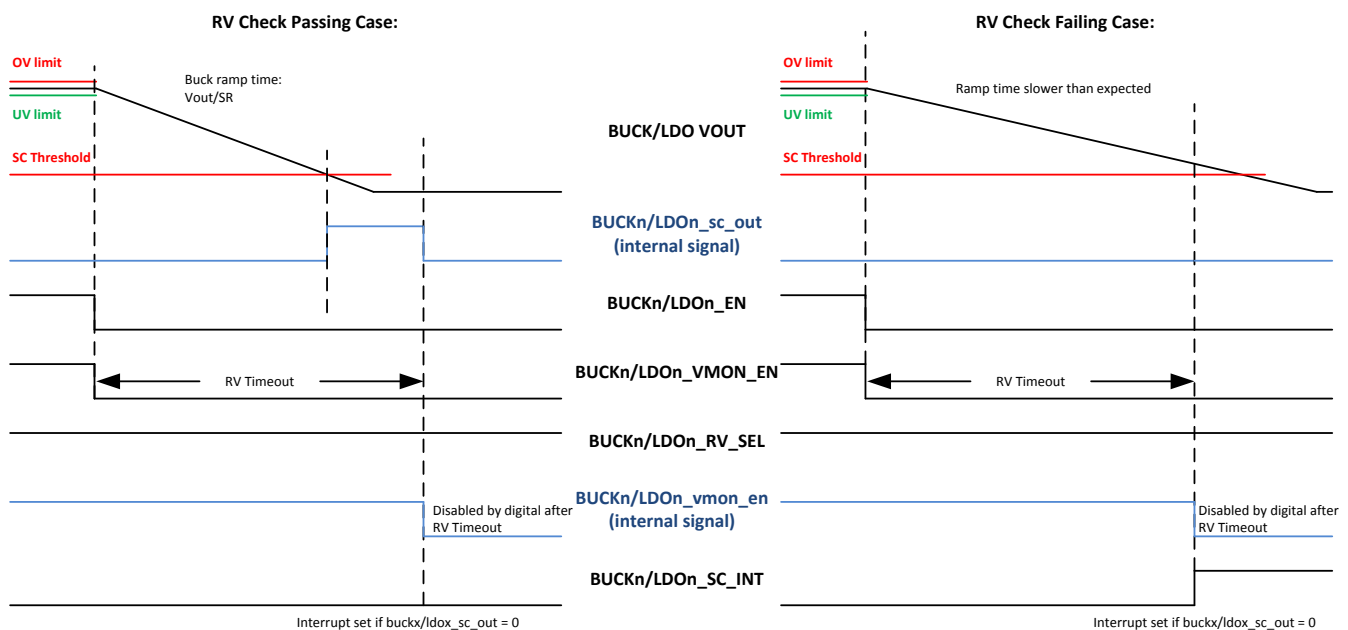 RV Check Passing Case:
OV limit
UV limit
SC Threshold
Buck ramp time:
Vout/SR
RV Timeout
Disabled by digital after
RV Timeout
Interrupt set if buckx/ldox_sc_out = 0
BUCK/LDO VOUT
BUCKn/LDOn_sc_out
(internal signal)
BUCKn/LDOn_EN
BUCKn/LDOn_VMON_EN
BUCKn/LDOn_RV_SEL
BUCKn/LDOn_vmon_en
(internal signal)
BUCKn/LDOn_SC_INT
RV Check Failing Case:
OV limit
UV limit
SC Threshold
Ramp time slower than expected
RV Timeout
Disabled by digital after
RV Timeout
Interrupt set if buckx/ldox_sc_out = 0